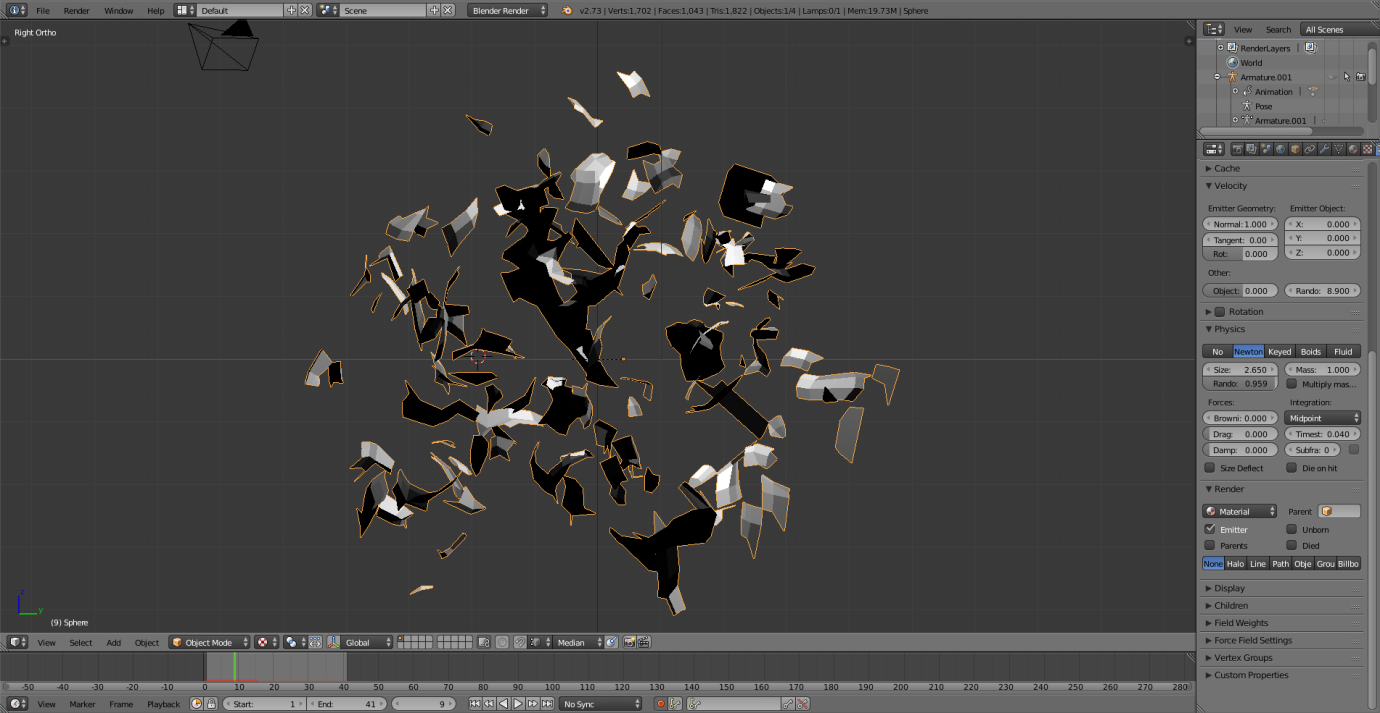 File Render Window Help Default Scene Blender Render v2.73 | Verts:1,702 | Faces:1,043 | Tris:1,822 | Objects:1/4 | Lamps:0/1 | Mem:19.73M | Sphere
Right Ortho
View Search All Scenes
RenderLayers
World
Armature.001
Animation
Pose
Armature.001
Cache
Velocity
Emitter Geometry: Emitter Object:
Normal: 1.000 X: 0.000
Tangent: 0.00 Y: 0.000
Rot: 0.000 Z: 0.000
Other:
Object: 0.000 Rando: 8.900
Rotation
Physics
No Newton Keyed Boids Fluid
Size: 2.650 Mass: 1.000
Rando: 0.959 Multiply mas...
Forces: Integration:
Browni: 0.000 Midpoint
Drag: 0.000 Timest: 0.040
Damp: 0.000 Subfra: 0
Size Deflect Die on hit
Render
Material Parent
Emitter Unborn
Parents Died
None Halo Line Path Obje Grou Billbo
Display
Children
Field Weights
Force Field Settings
Vertex Groups
Custom Properties
z
y
(9) Sphere
View Select Add Object Object Mode Global Median
-50 -40 -30 -20 -10 0 10 20 30 40 50 60 70 80 90 100 110 120 130 140 150 160 170 180 190 200 210 220 230 240 250 260 270 280
View Marker Frame Playback Start: 1 End: 41 9 No Sync